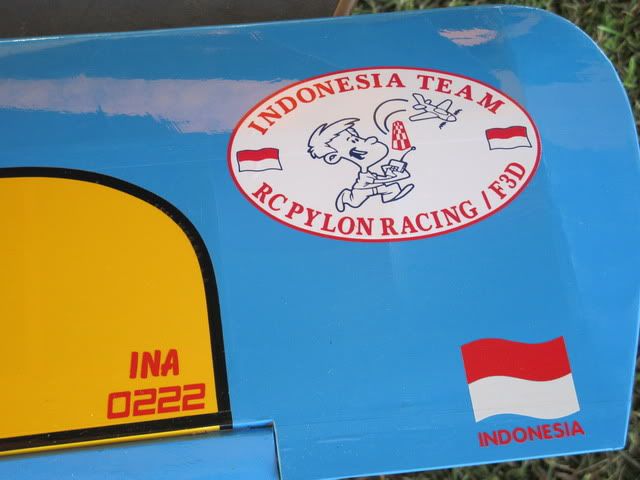 INDONESIA TEAM
RC PYLON RACING / F3D
INA
0222
INDONESIA